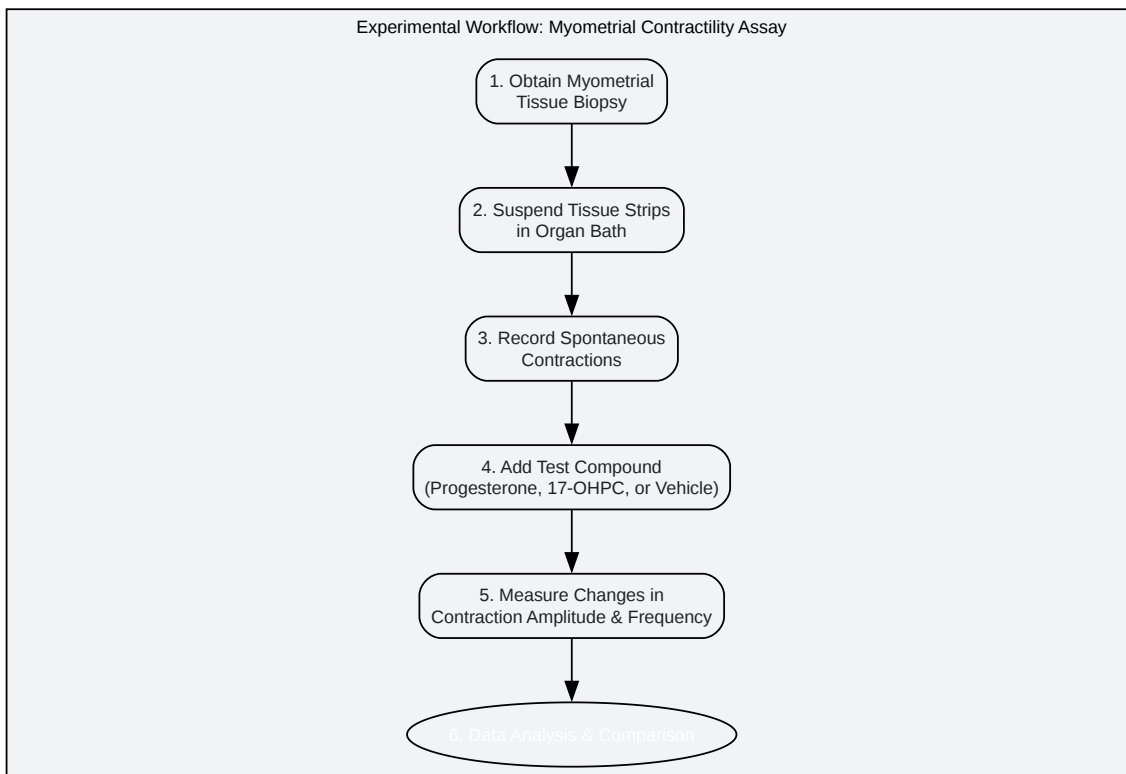 Experimental Workflow: Myometrial Contractility Assay
1. Obtain Myometrial
Tissue Biopsy
2. Suspend Tissue Strips
in Organ Bath
3. Record Spontaneous
Contractions
4. Add Test Compound
(Progesterone, 17-OHPC, or Vehicle)
5. Measure Changes in
Contraction Amplitude & Frequency
6. Data Analysis & Comparison